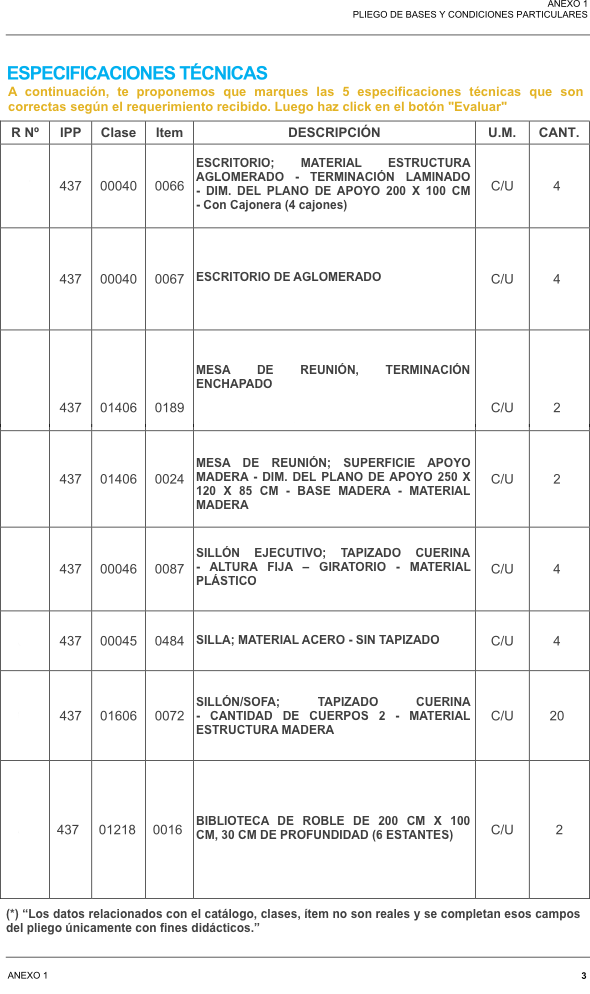 ANEXO 1
PLIEGO DE BASES Y CONDICIONES PARTICULARES
ESPECIFICACIONES TÉCNICAS
A continuación, te proponemos que marques las 5 especificaciones técnicas que son
correctas según el requerimiento recibido. Luego haz click en el botón "Evaluar"
R Nº IPP Clase Item DESCRIPCIÓN U.M. CANT.
ESCRITORIO; MATERIAL ESTRUCTURA
AGLOMERADO - TERMINACIÓN LAMINADO
437 00040 0066 - DIM. DEL PLANO DE APOYO 200 X 100 CM C/U 4
- Con Cajonera (4 cajones)
437 00040 0067 ESCRITORIO DE AGLOMERADO C/U 4
MESA DE REUNIÓN, TERMINACIÓN
ENCHAPADO
437 01406 0189 C/U 2
MESA DE REUNIÓN; SUPERFICIE APOYO
437 01406 0024 MADERA - DIM. DEL PLANO DE APOYO 250 X C/U 2
120 X 85 CM - BASE MADERA - MATERIAL
MADERA
SILLÓN EJECUTIVO; TAPIZADO CUERINA
437 00046 0087 - ALTURA FIJA – GIRATORIO - MATERIAL C/U 4
PLÁSTICO
437 00045 0484 SILLA; MATERIAL ACERO - SIN TAPIZADO C/U 4
SILLÓN/SOFA; TAPIZADO CUERINA
437 01606 0072 - CANTIDAD DE CUERPOS 2 - MATERIAL C/U 20
ESTRUCTURA MADERA
437 01218 0016 BIBLIOTECA DE ROBLE DE 200 CM X 100 C/U 2
CM, 30 CM DE PROFUNDIDAD (6 ESTANTES)
(*) “Los datos relacionados con el catálogo, clases, ítem no son reales y se completan esos campos
del pliego únicamente con fines didácticos.”
ANEXO 1 3